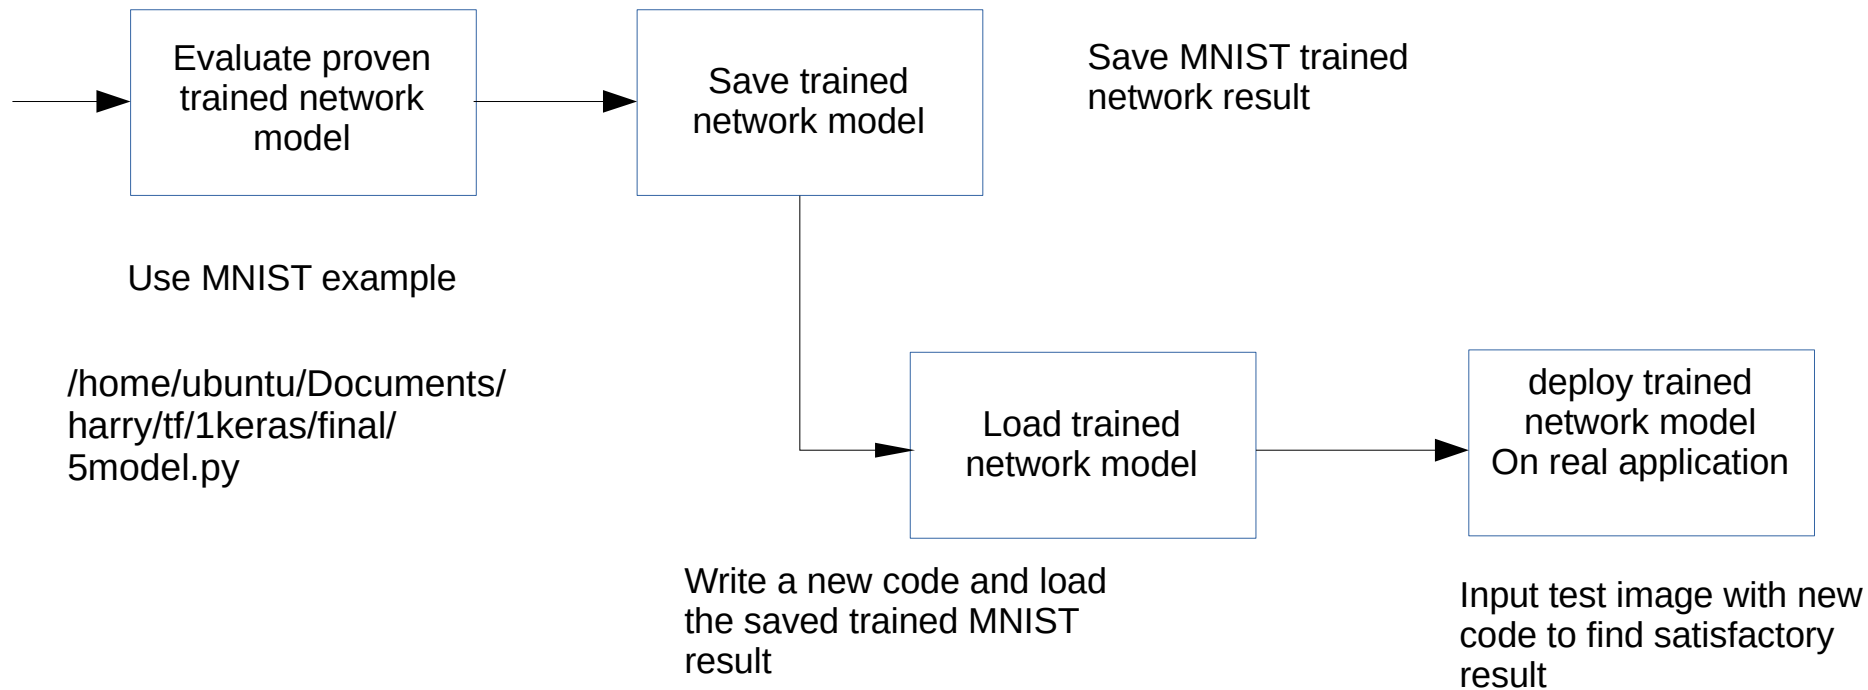 Evaluate proven
trained network
model
Save trained
network model
Save MNIST trained
network result
Use MNIST example
/home/ubuntu/Documents/
harry/tf/1keras/final/
5model.py
Load trained
network model
deploy trained
network model
On real application
Write a new code and load
the saved trained MNIST
result
Input test image with new
code to find satisfactory
result